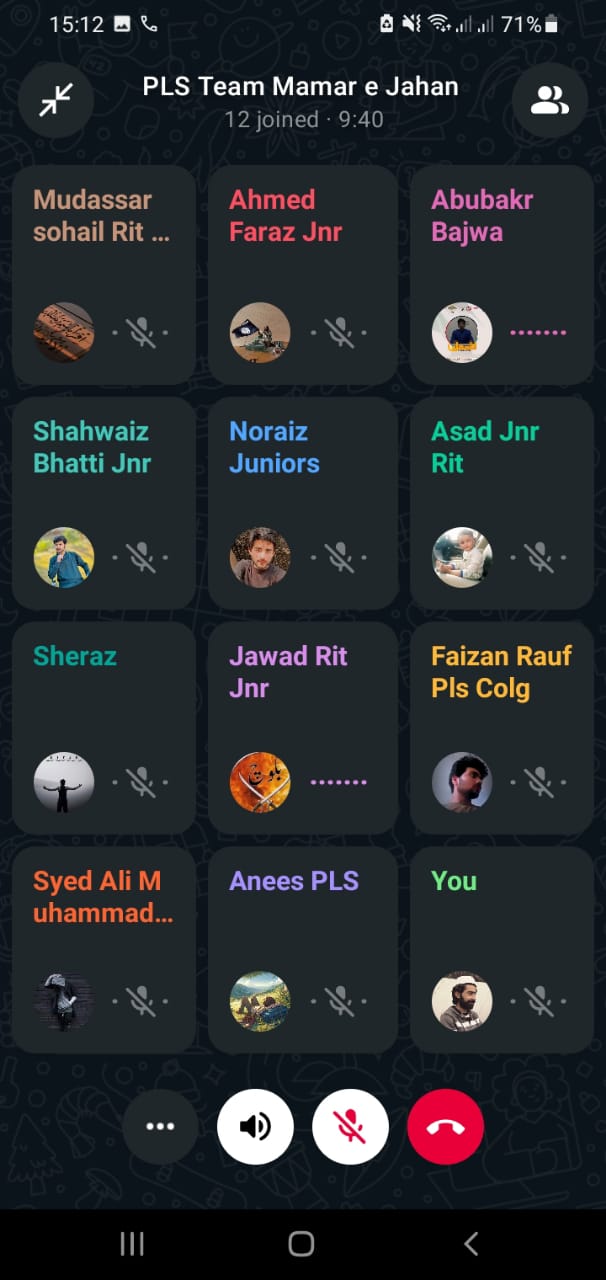 15:12
71%
PLS Team Mamar e Jahan
12 joined · 9:40
Mudassar
sohail Rit ...
Ahmed
Faraz Jnr
Abubakr
Bajwa
Shahwaiz
Bhatti Jnr
Noraiz
Juniors
Asad Jnr
Rit
Sheraz
Jawad Rit
Jnr
Faizan Rauf
Pls Colg
Syed Ali M
uhammad...
Anees PLS
You